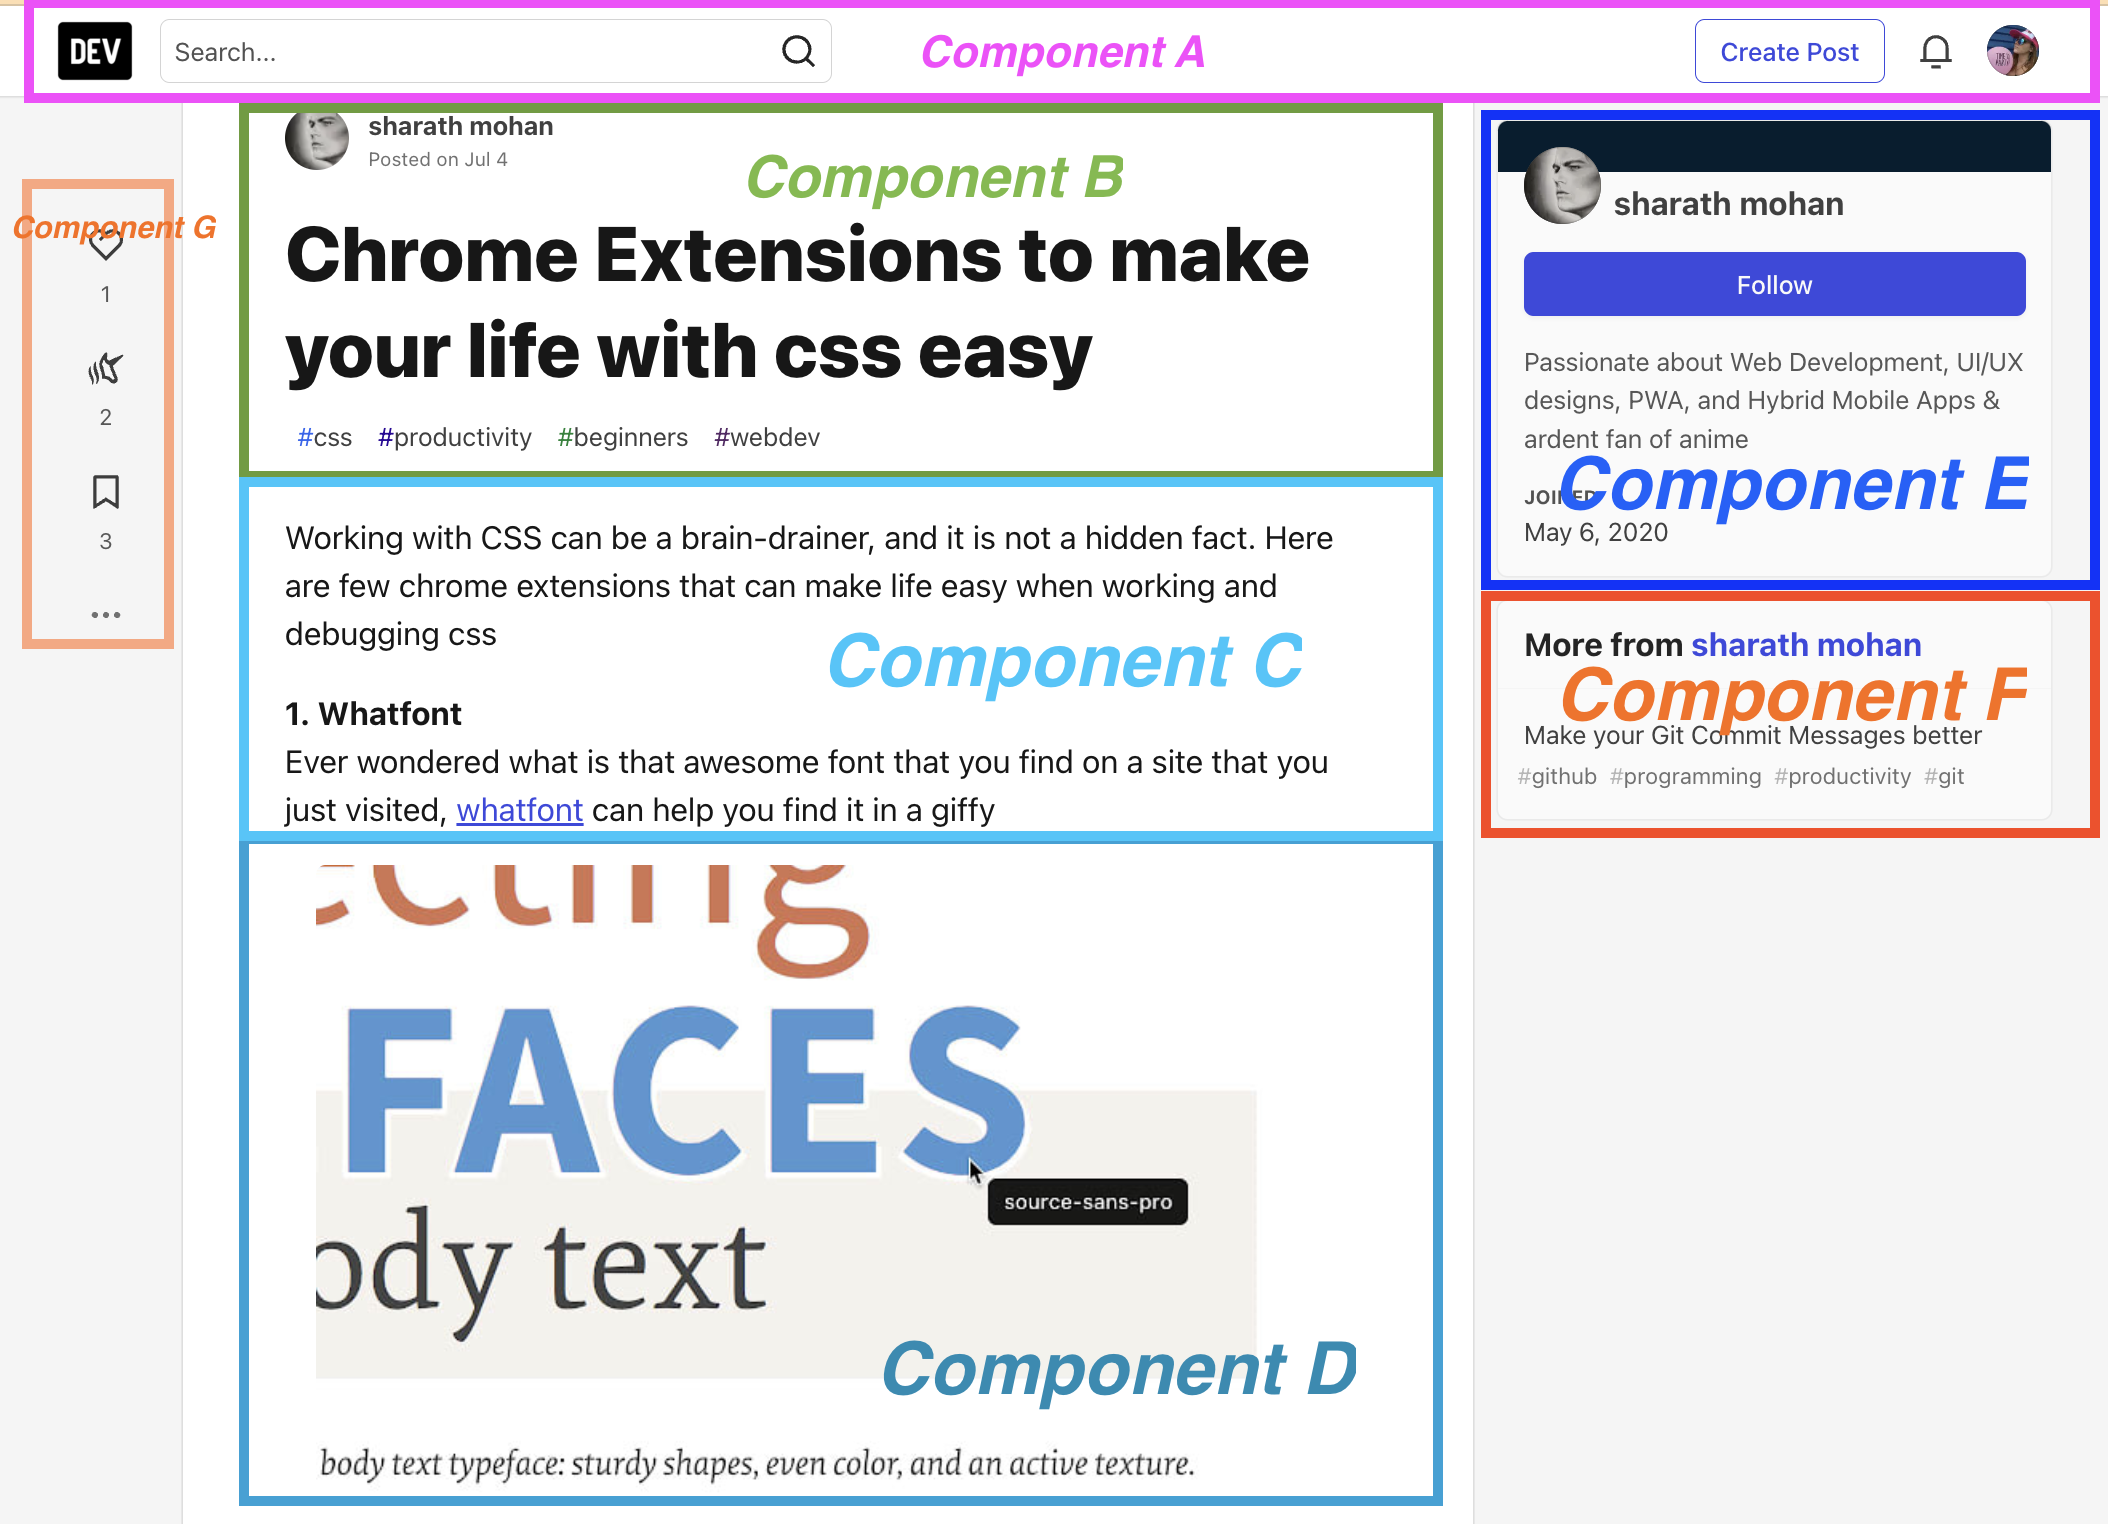 DEV
Search...
Component A
Create Post
sharath mohan
Posted on Jul 4
Component B
Chrome Extensions to make
your life with css easy
#css #productivity #beginners #webdev
Component G
1
2
3
Working with CSS can be a brain-drainer, and it is not a hidden fact. Here
are few chrome extensions that can make life easy when working and
debugging css
Component C
1. Whatfont
Ever wondered what is that awesome font that you find on a site that you
just visited, whatfont can help you find it in a giffy
ecting
FACES
source-sans-pro
ody text
Component D
body text typeface: sturdy shapes, even color, and an active texture.
sharath mohan
Follow
Passionate about Web Development, UI/UX
designs, PWA, and Hybrid Mobile Apps &
ardent fan of anime
Component E
JOINED
May 6, 2020
More from sharath mohan
Component F
Make your Git Commit Messages better
#github #programming #productivity #git